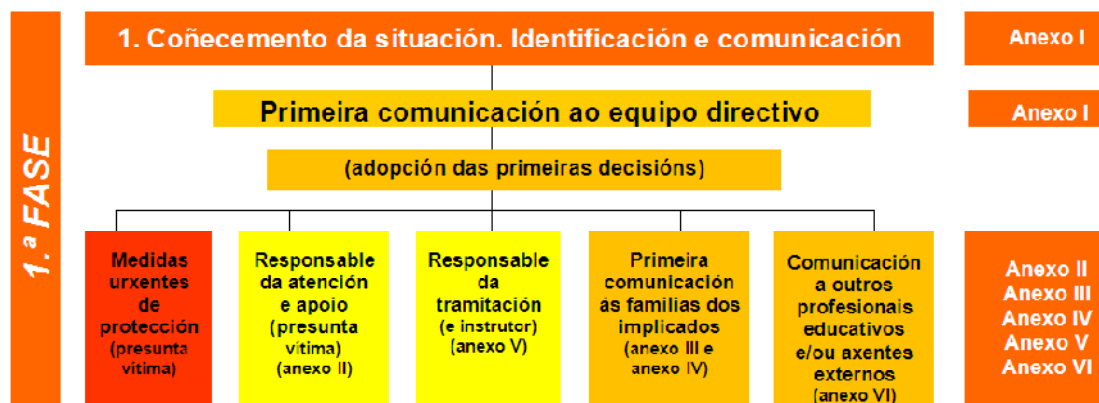 1.ª FASE
1. Coñecemento da situación. Identificación e comunicación
Anexo I
Primeira comunicación ao equipo directivo
Anexo I
(adopción das primeiras decisións)
Medidas
urxentes
de
protección
(presunta
vítima)
Responsable
da atención
e apoio
(presunta
vítima)
(anexo II)
Responsable
da
tramitación
(e instrutor)
(anexo V)
Primeira
comunicación
ás familias dos
implicados
(anexo III e
anexo IV)
Comunicación
a outros
profesionais
educativos
e/ou axentes
externos
(anexo VI)
Anexo II
Anexo III
Anexo IV
Anexo V
Anexo VI